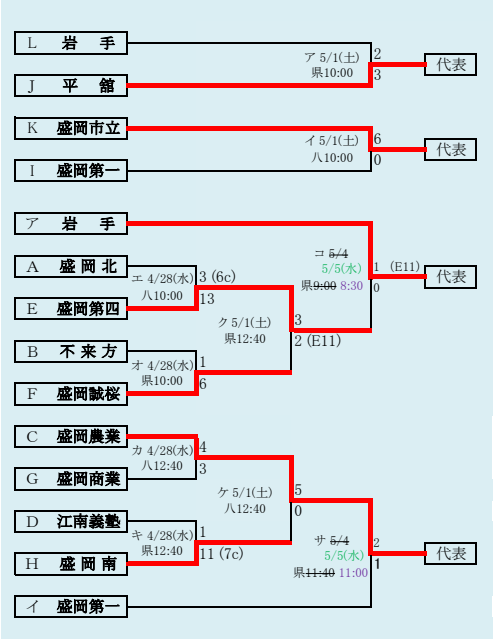 L 岩 手
2
ア 5/1(土)
県10:00
代表
J 平 舘
3
K 盛岡市立
6
イ 5/1(土)
八10:00
代表
I 盛岡第一
0
ア 岩 手
コ 5/4
5/5(水)
県9:00 8:30
1 (E11)
0
代表
A 盛 岡 北
3 (6c)
エ 4/28(水)
八10:00
E 盛岡第四
13
ク 5/1(土)
県12:40
3
2 (E11)
B 不 来 方
1
オ 4/28(水)
県10:00
F 盛岡誠桜
6
C 盛岡農業
4
カ 4/28(水)
八12:40
G 盛岡商業
3
ケ 5/1(土)
八12:40
5
0
D 江南義塾
1
キ 4/28(水)
県12:40
H 盛 岡 南
11 (7c)
サ 5/4
5/5(水)
県11:40 11:00
2
1
代表
イ 盛岡第一